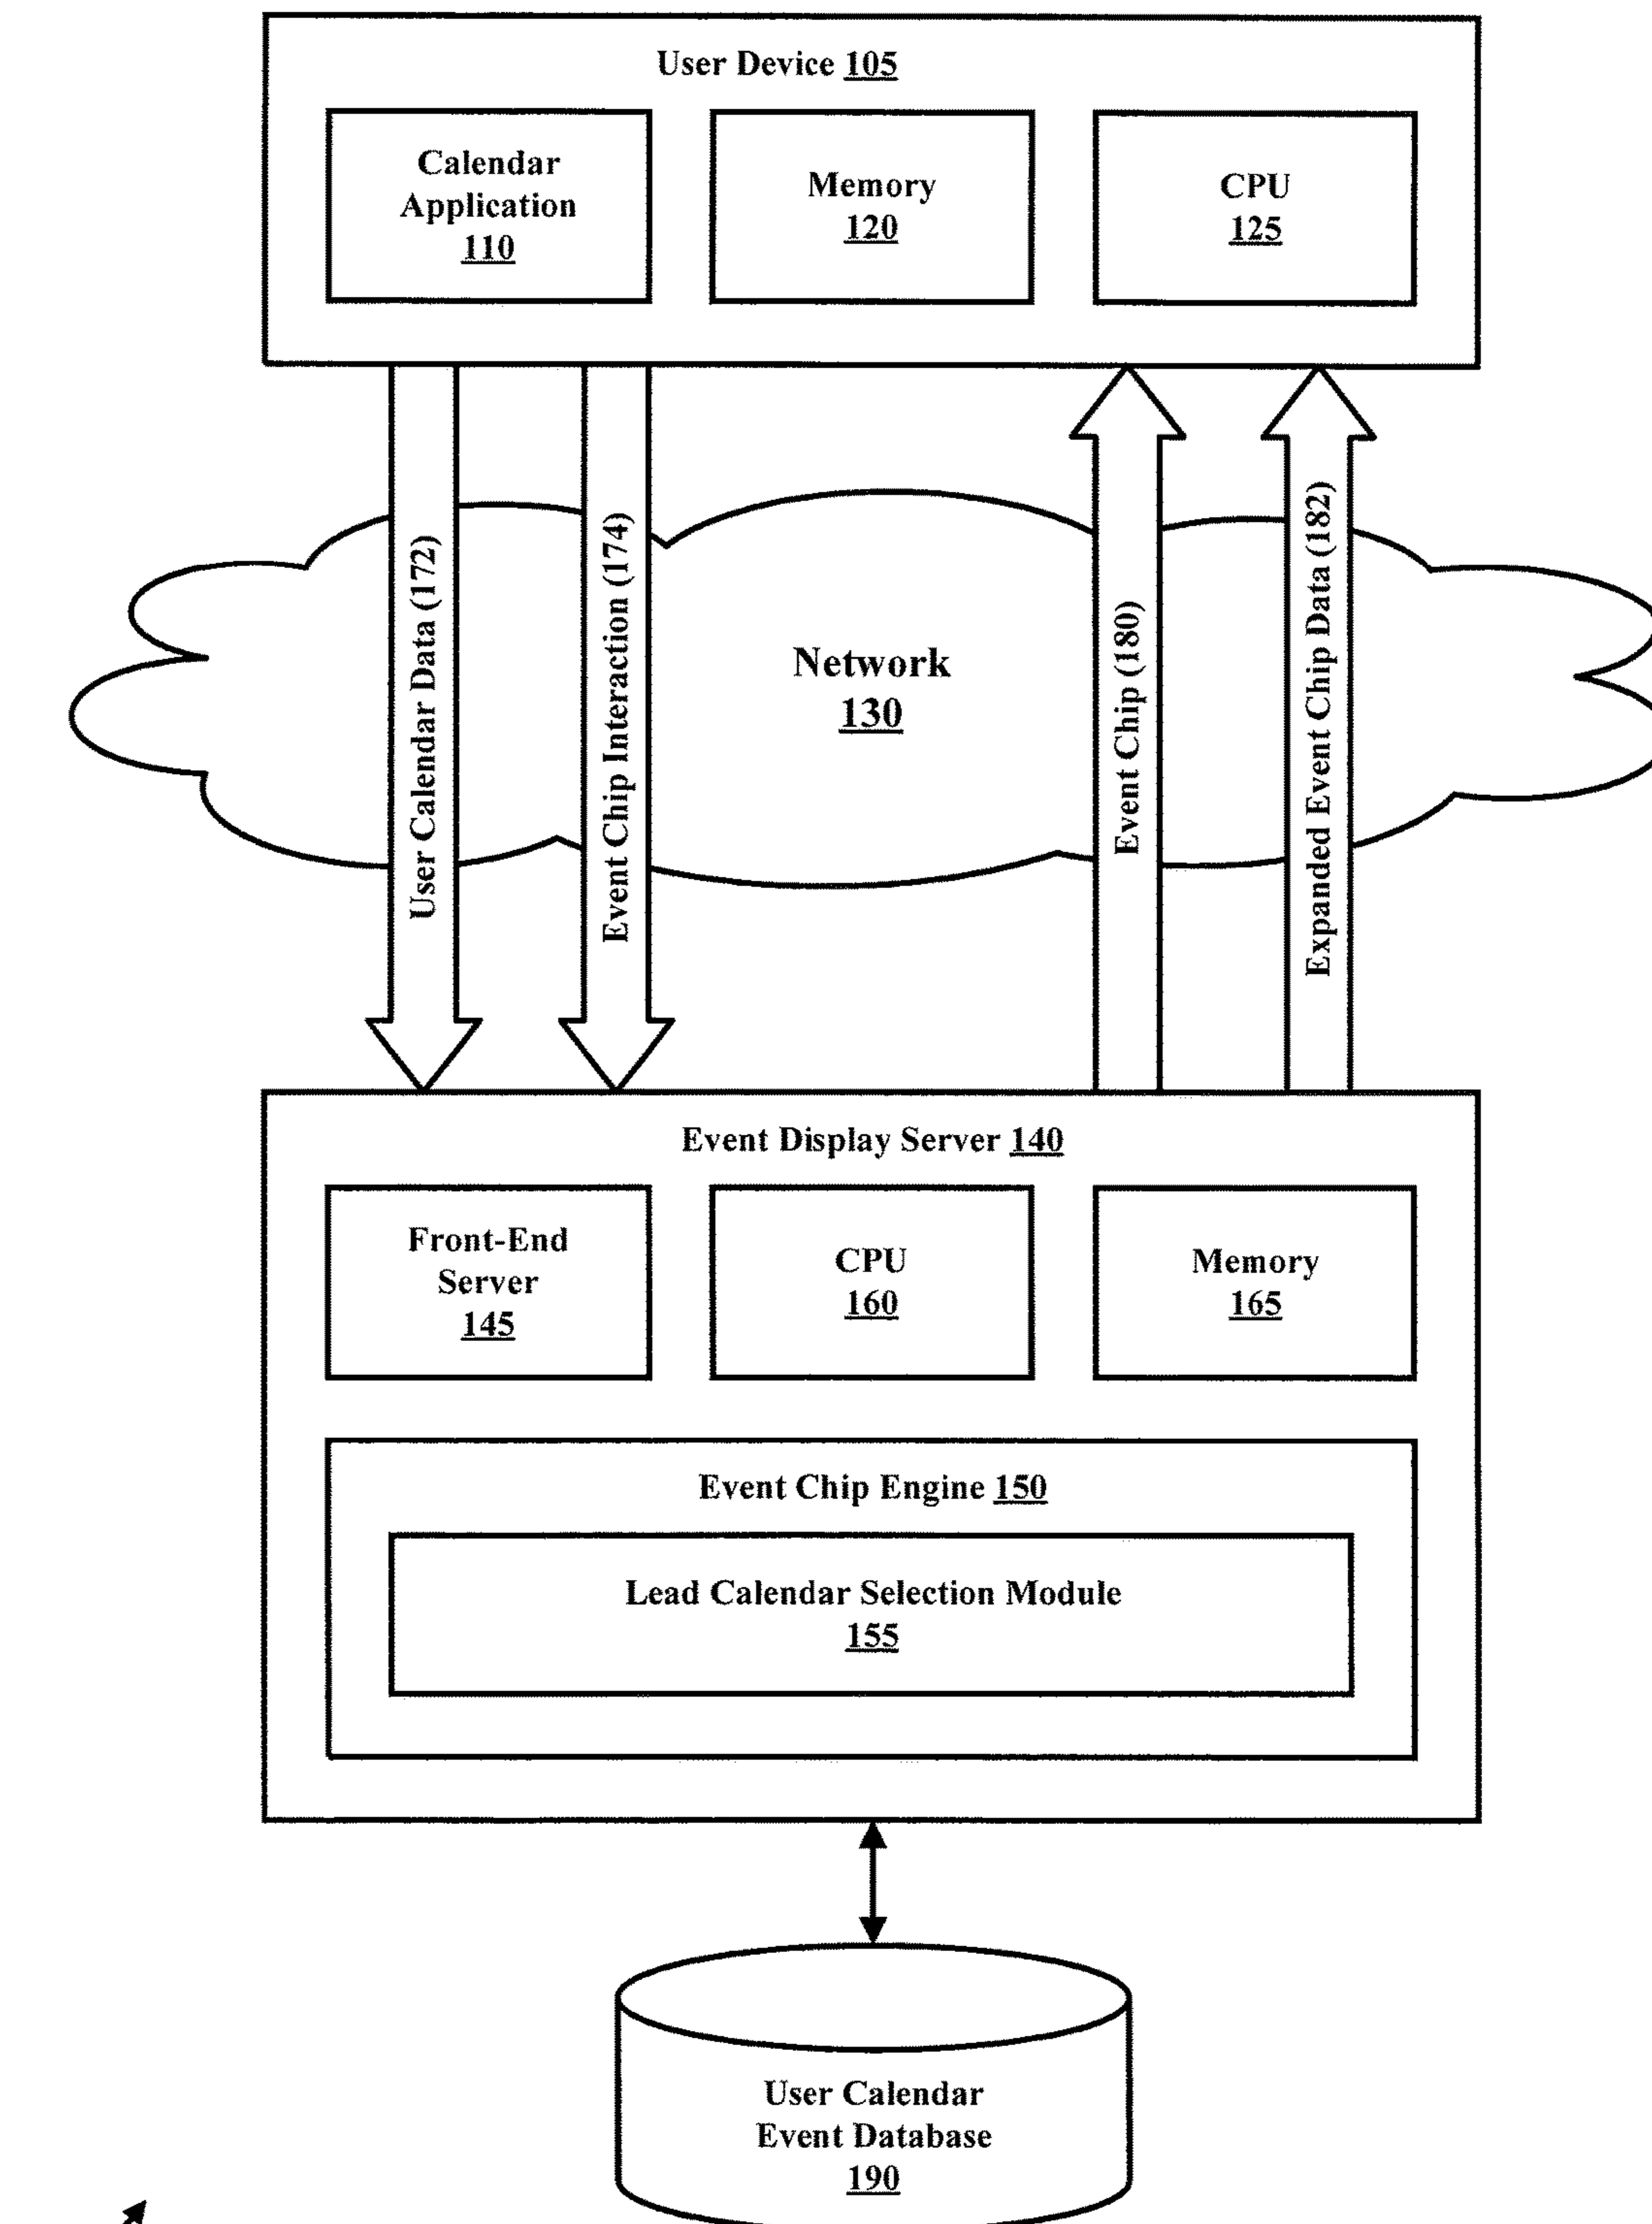 User Device 105
Calendar
Application
110
Memory
120
CPU
125
User Calendar Data (172)
Event Chip Interaction (174)
Network
130
Event Chip (180)
Expanded Event Chip Data (182)
Event Display Server 140
Front-End
Server
145
CPU
160
Memory
165
Event Chip Engine 150
Lead Calendar Selection Module
155
User Calendar
Event Database
190